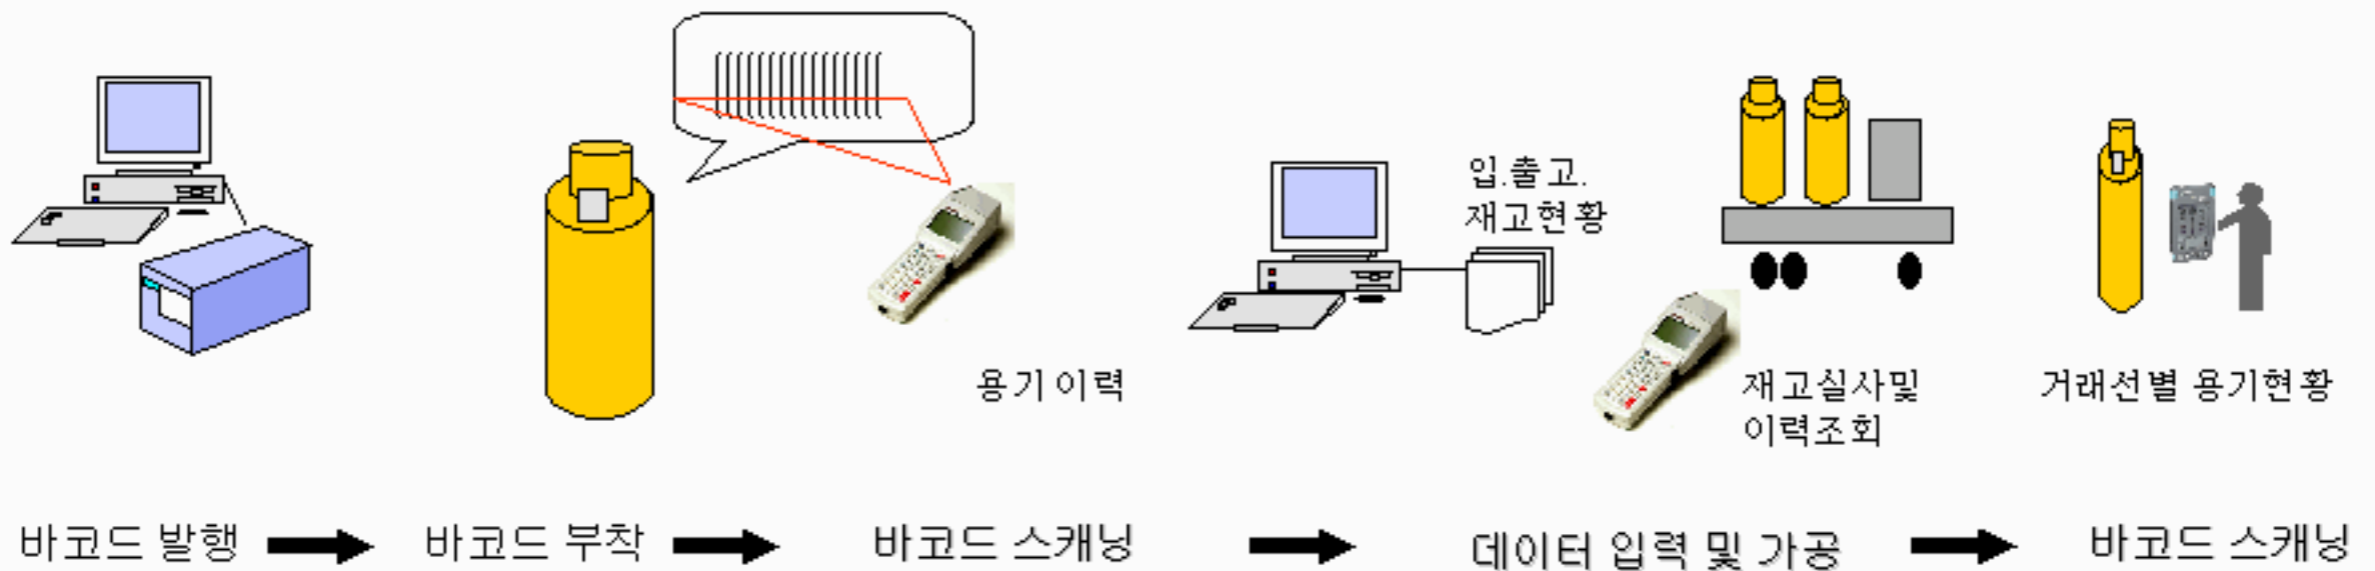 입.출고.
재고현황
용기이력
재고실사및
이력조회
거래선별 용기현황
바코드 발행
바코드 부착
바코드 스캐닝
데이터 입력 및 가공
바코드 스캐닝